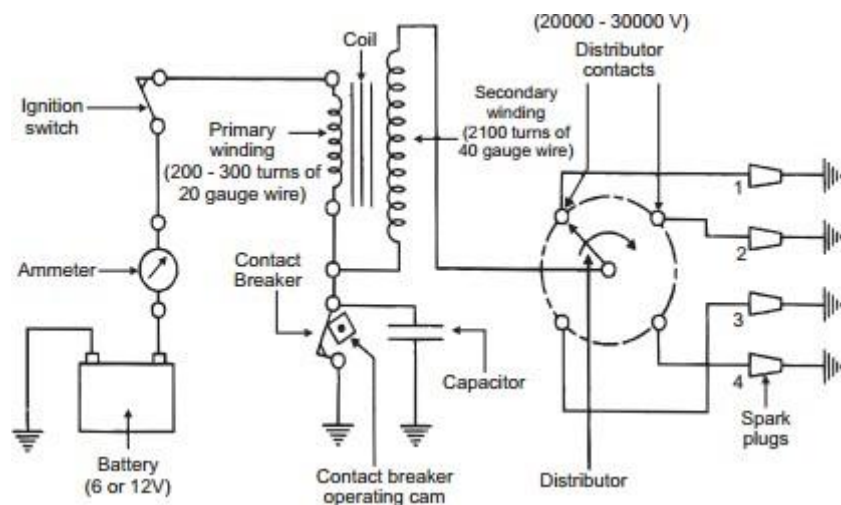 (20000 - 30000 V)
Distributor
contacts
Coil
Ignition
switch
Primary
winding
(200 - 300 turns of
20 gauge wire)
Secondary
winding
(2100 turns of
40 gauge wire)
1
2
3
4
Ammeter
Contact
Breaker
Capacitor
Spark
plugs
Battery
(6 or 12V)
Contact breaker
operating cam
Distributor